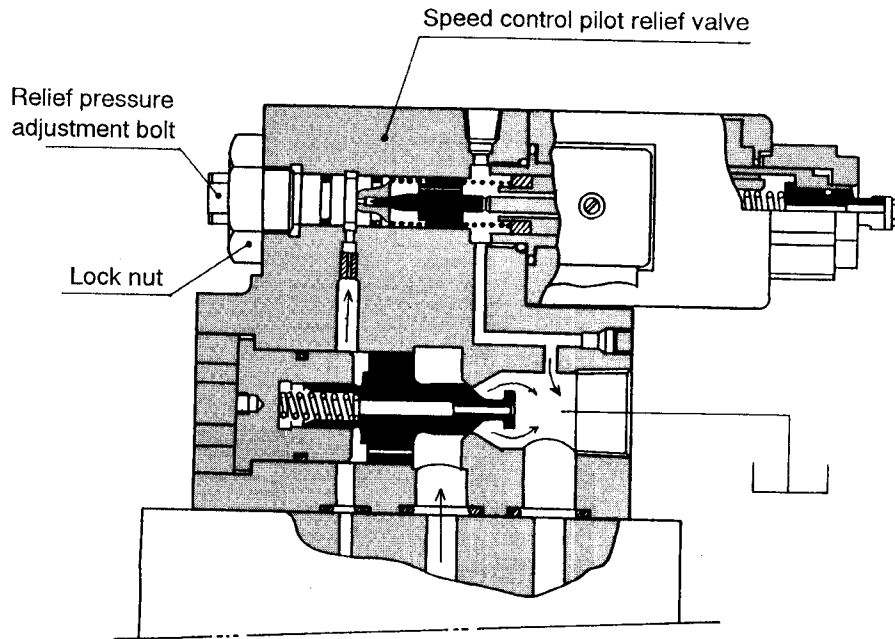 Speed control pilot relief valve
Relief pressure
adjustment bolt
Lock nut